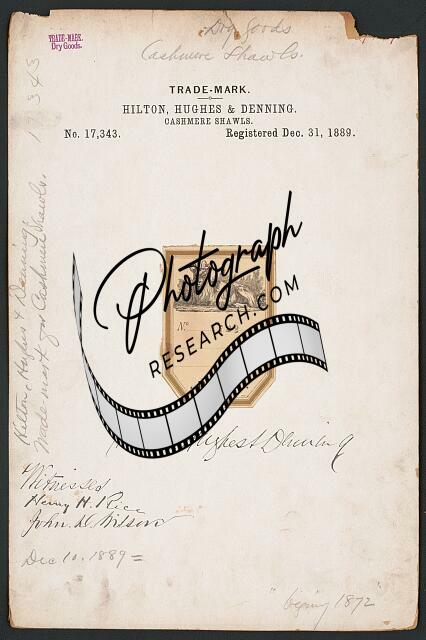 Dry Goods
Cashmere Shawls.
TRADE-MARK.
Dry Goods.
TRADE-MARK.
HILTON, HUGHES & DENNING.
CASHMERE SHAWLS.
No. 17,343.
Registered Dec. 31, 1889.
17343
Hilton, Hughes & Denning,
Trade-mark for Cashmere Shawls.
Photograph
RESEARCH.COM
No
Hughes & Denning
Witnesses
Henry H. Rice
John. D. Wilson
Dec 10. 1889 =
1872"